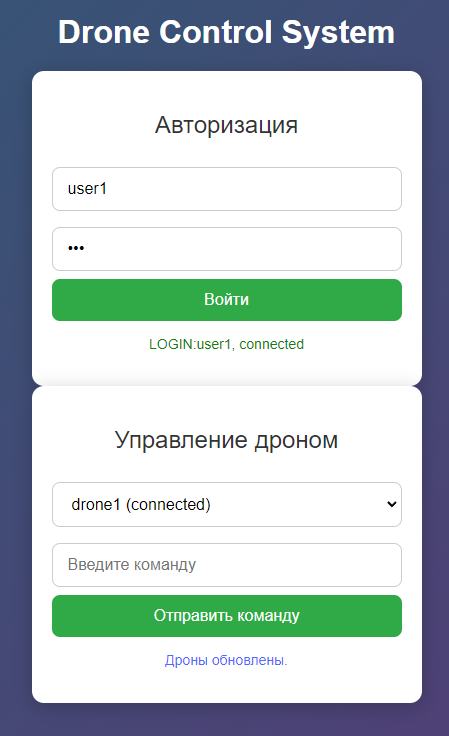 Drone Control System
Авторизация
user1
•••
Войти
LOGIN:user1, connected
Управление дроном
drone1 (connected)
Введите команду
Отправить команду
Дроны обновлены.